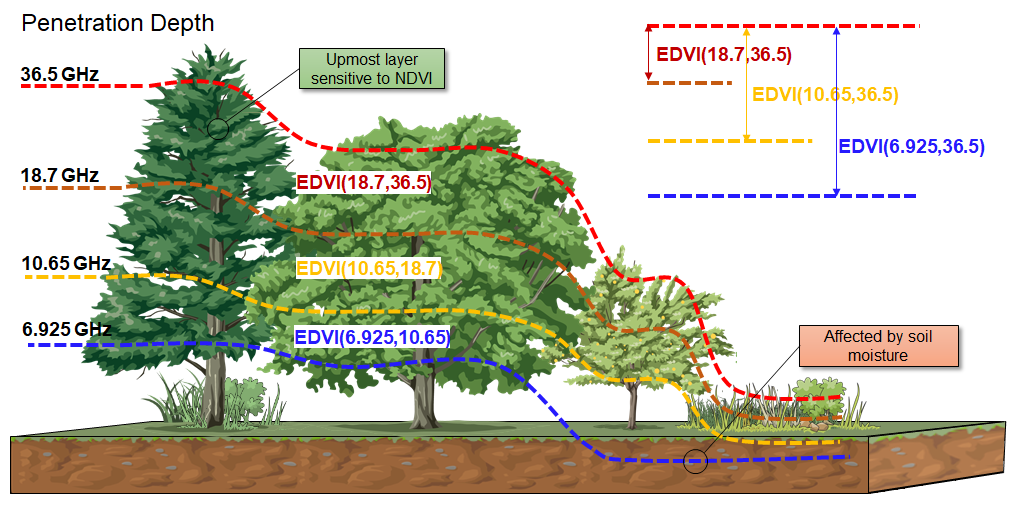 Penetration Depth
36.5 GHz
Upmost layer
sensitive to NDVI
18.7 GHz
10.65 GHz
6.925 GHz
EDVI(18.7,36.5)
EDVI(10.65,18.7)
EDVI(6.925,10.65)
EDVI(18.7,36.5)
EDVI(10.65,36.5)
EDVI(6.925,36.5)
Affected by soil
moisture